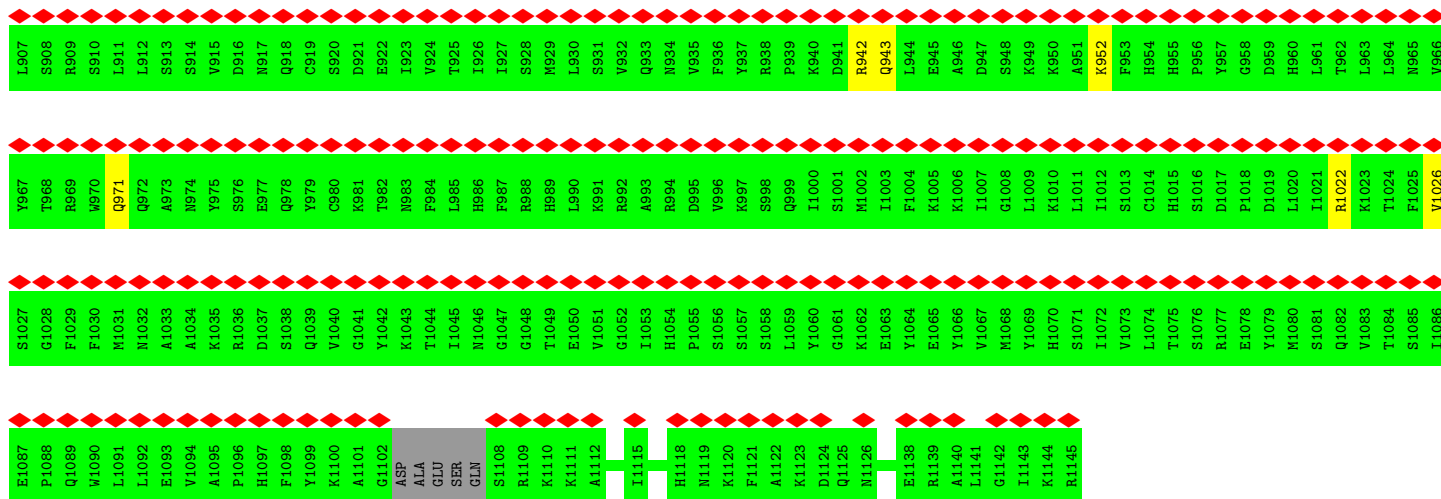 L907 S908 R909 S910 L911 L912 S913 S914 V915 D916 N917 Q918 C919 S920 D921 E922 I923 V924 T925 I926 I927 S928 M929 L930 S931 V932 Q933 N934 V935 F936 Y937 R938 P939 K940 D941 R942 Q943 L944 E945 A946 D947 S948 K949 K950 A951 K952 F953 H954 H955 P956 Y957 G958 D959 H960 L961 T962 L963 L964 N965 V966
Y967 T968 R969 W970 Q971 Q972 A973 N974 Y975 S976 E977 Q978 Y979 C980 K981 T982 N983 F984 L985 H986 F987 R988 H989 L990 K991 R992 A993 R994 D995 V996 K997 S998 Q999 I1000 S1001 M1002 I1003 F1004 K1005 K1006 I1007 G1008 L1009 K1010 L1011 I1012 S1013 C1014 H1015 S1016 D1017 P1018 D1019 L1020 I1021 R1022 K1023 T1024 F1025 V1026
S1027 G1028 F1029 F1030 M1031 N1032 A1033 A1034 K1035 R1036 D1037 S1038 Q1039 V1040 G1041 Y1042 K1043 T1044 I1045 N1046 G1047 G1048 T1049 E1050 V1051 G1052 I1053 H1054 P1055 S1056 S1057 S1058 L1059 Y1060 G1061 K1062 E1063 Y1064 E1065 Y1066 V1067 M1068 Y1069 H1070 S1071 I1072 V1073 L1074 T1075 S1076 R1077 E1078 Y1079 M1080 S1081 Q1082 V1083 T1084 S1085 I1086
E1087 P1088 Q1089 W1090 L1091 L1092 E1093 V1094 A1095 P1096 H1097 F1098 Y1099 K1100 A1101 G1102 ASP ALA GLU SER GLN S1108 R1109 K1110 K1111 A1112 I1115 H1118 N1119 K1120 F1121 A1122 K1123 D1124 Q1125 N1126 E1138 R1139 A1140 L1141 G1142 I1143 K1144 R1145